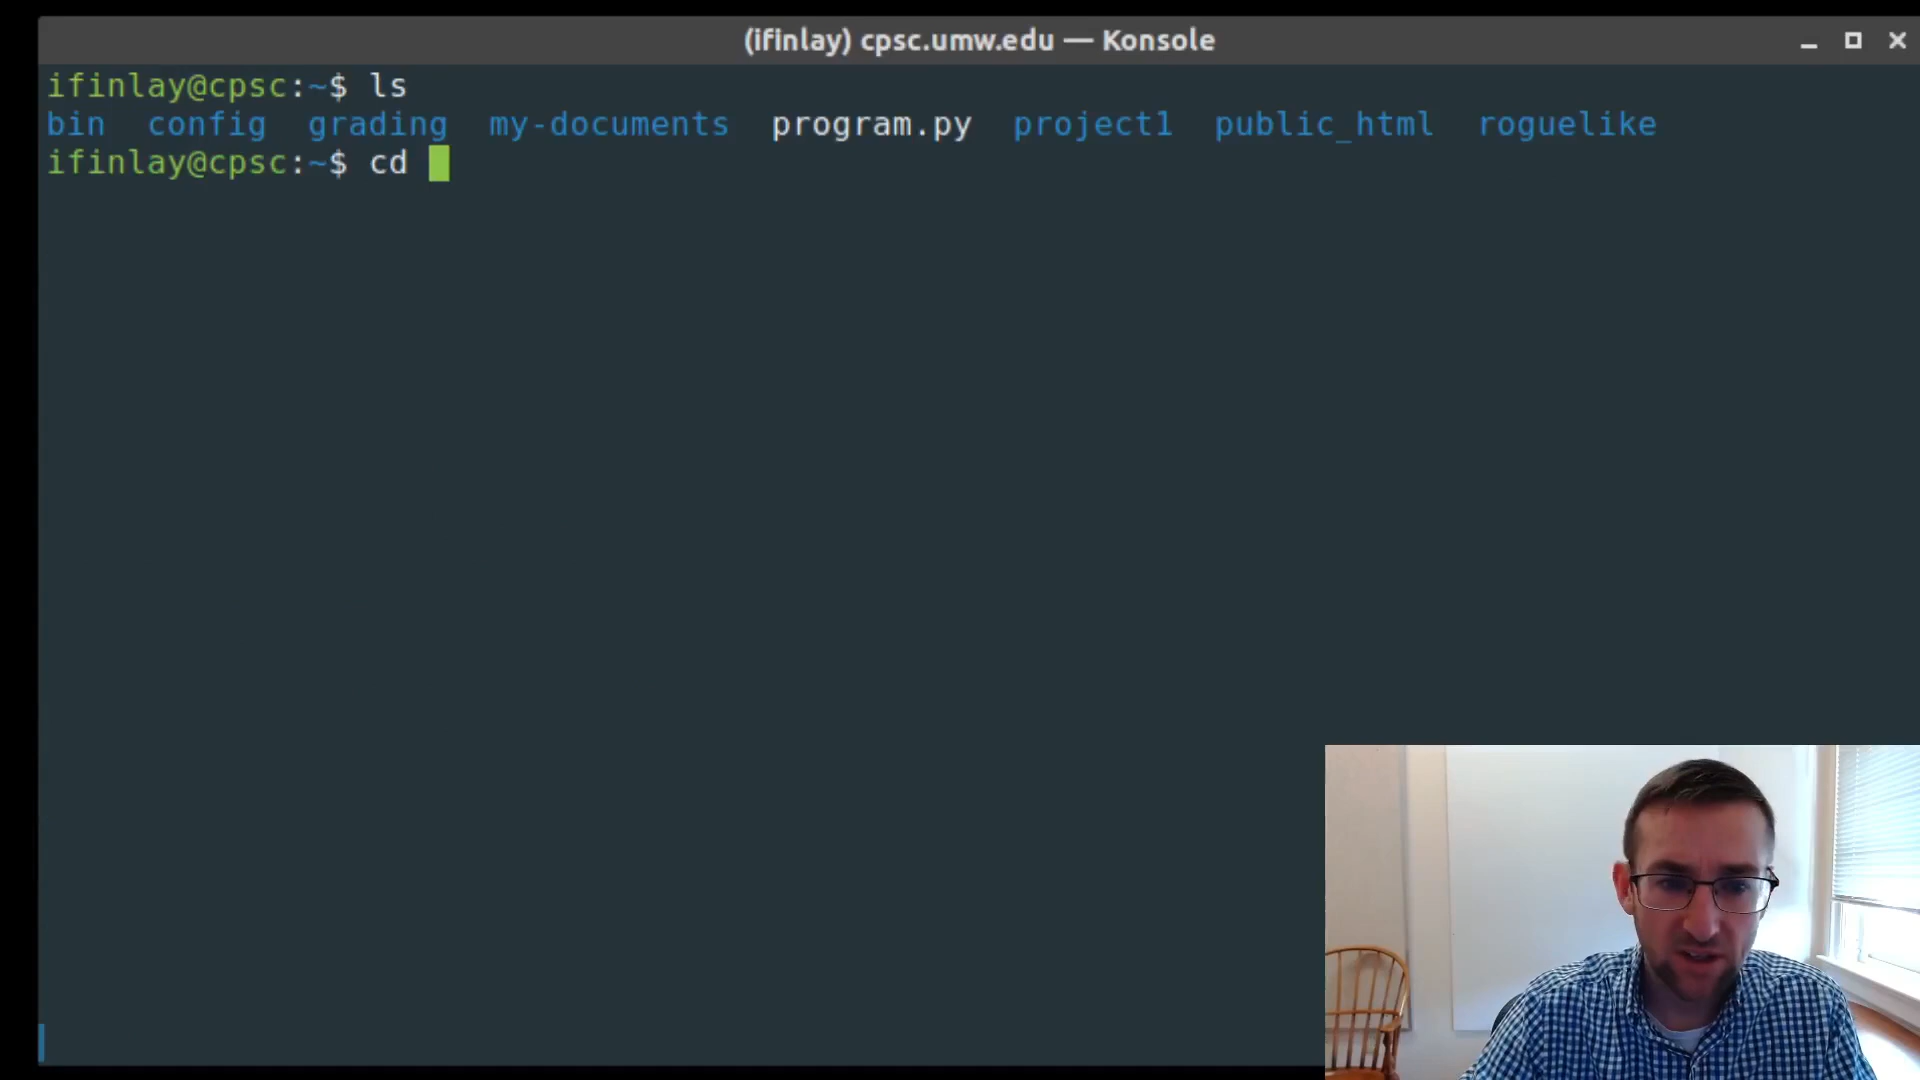 (ifinlay) cpsc.umw.edu — Konsole
ifinlay@cpsc:~$ ls
bin config grading my-documents program.py project1 public_html roguelike
ifinlay@cpsc:~$ cd